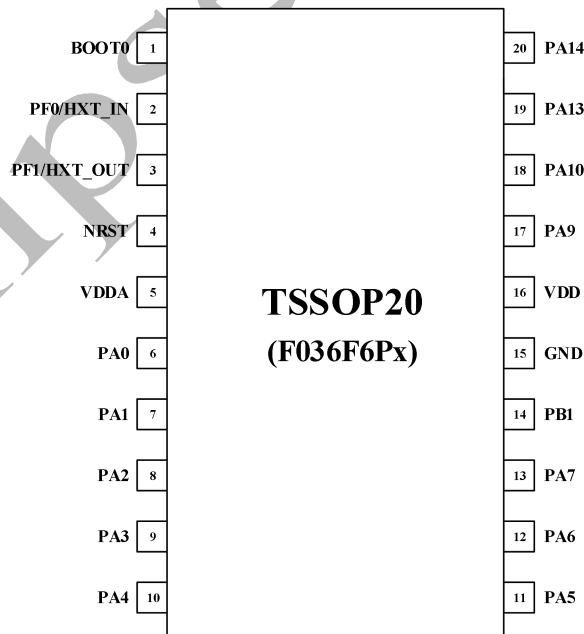 BOOT0 1 20 PA14
PF0/HXT_IN 2 19 PA13
PF1/HXT_OUT 3 18 PA10
NRST 4 17 PA9
VDDA 5 16 VDD
TSSOP20
(F036F6Px)
PA0 6 15 GND
PA1 7 14 PB1
PA2 8 13 PA7
PA3 9 12 PA6
PA4 10 11 PA5